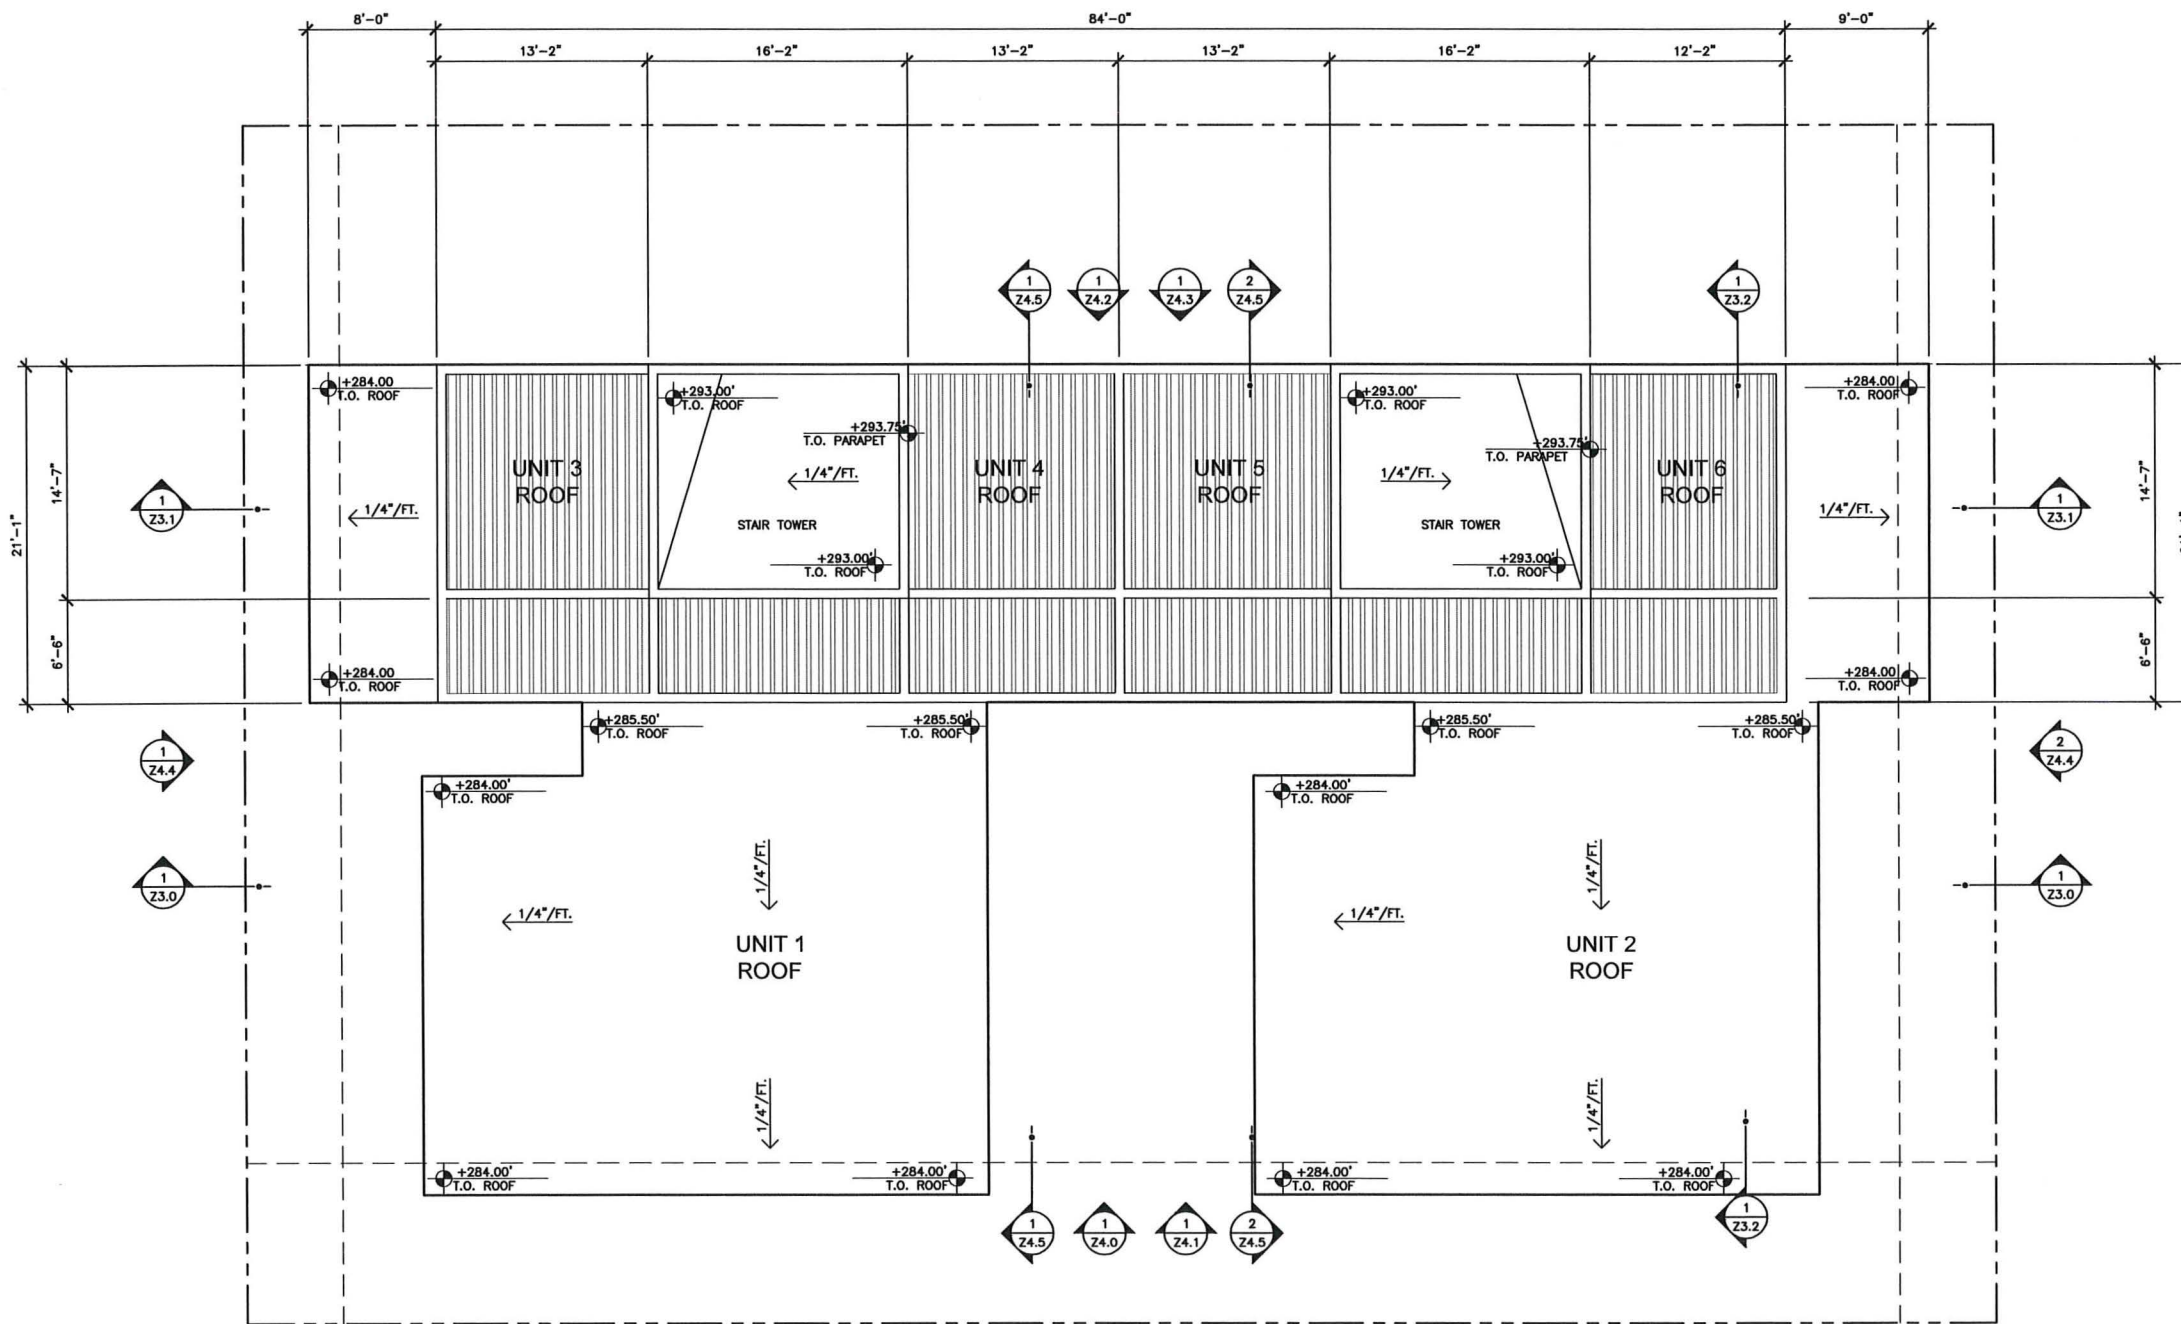 8'-0"
84'-0"
9'-0"
13'-2"
16'-2"
13'-2"
13'-2"
16'-2"
12'-2"
1
Z4.5
1
Z4.2
1
Z4.3
2
Z4.5
1
Z3.2
+284.00
T.O. ROOF
+293.00'
T.O. ROOF
+293.75'
T.O. PARAPET
+293.00'
T.O. ROOF
+293.75'
T.O. PARAPET
+284.00
T.O. ROOF
UNIT 3
ROOF
1/4"/FT.
UNIT 4
ROOF
UNIT 5
ROOF
1/4"/FT.
UNIT 6
ROOF
14'-7"
21'-1"
6'-6"
1
Z3.1
1/4"/FT.
STAIR TOWER
+293.00'
T.O. ROOF
STAIR TOWER
+293.00'
T.O. ROOF
1/4"/FT.
1
Z3.1
14'-7"
6'-6"
+284.00
T.O. ROOF
+284.00
T.O. ROOF
+285.50'
T.O. ROOF
+285.50'
T.O. ROOF
+285.50'
T.O. ROOF
+285.50'
T.O. ROOF
1
Z4.4
2
Z4.4
+284.00'
T.O. ROOF
+284.00'
T.O. ROOF
1
Z3.0
1/4"/FT.
1/4"/FT.
1
Z3.0
1/4"/FT.
1/4"/FT.
UNIT 1
ROOF
UNIT 2
ROOF
1/4"/FT.
1/4"/FT.
+284.00'
T.O. ROOF
+284.00'
T.O. ROOF
+284.00'
T.O. ROOF
+284.00'
T.O. ROOF
1
Z4.5
1
Z4.0
1
Z4.1
2
Z4.5
1
Z3.2